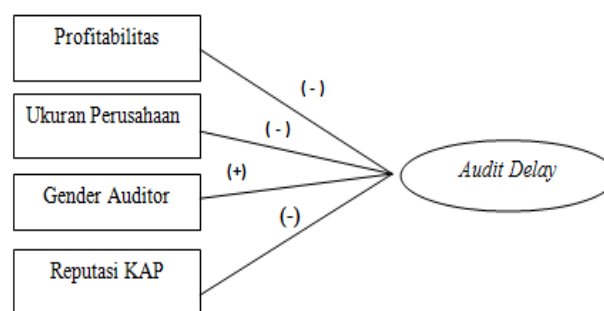 Profitabilitas
( - )
Ukuran Perusahaan
( - )
Audit Delay
(+)
Gender Auditor
(-)
Reputasi KAP